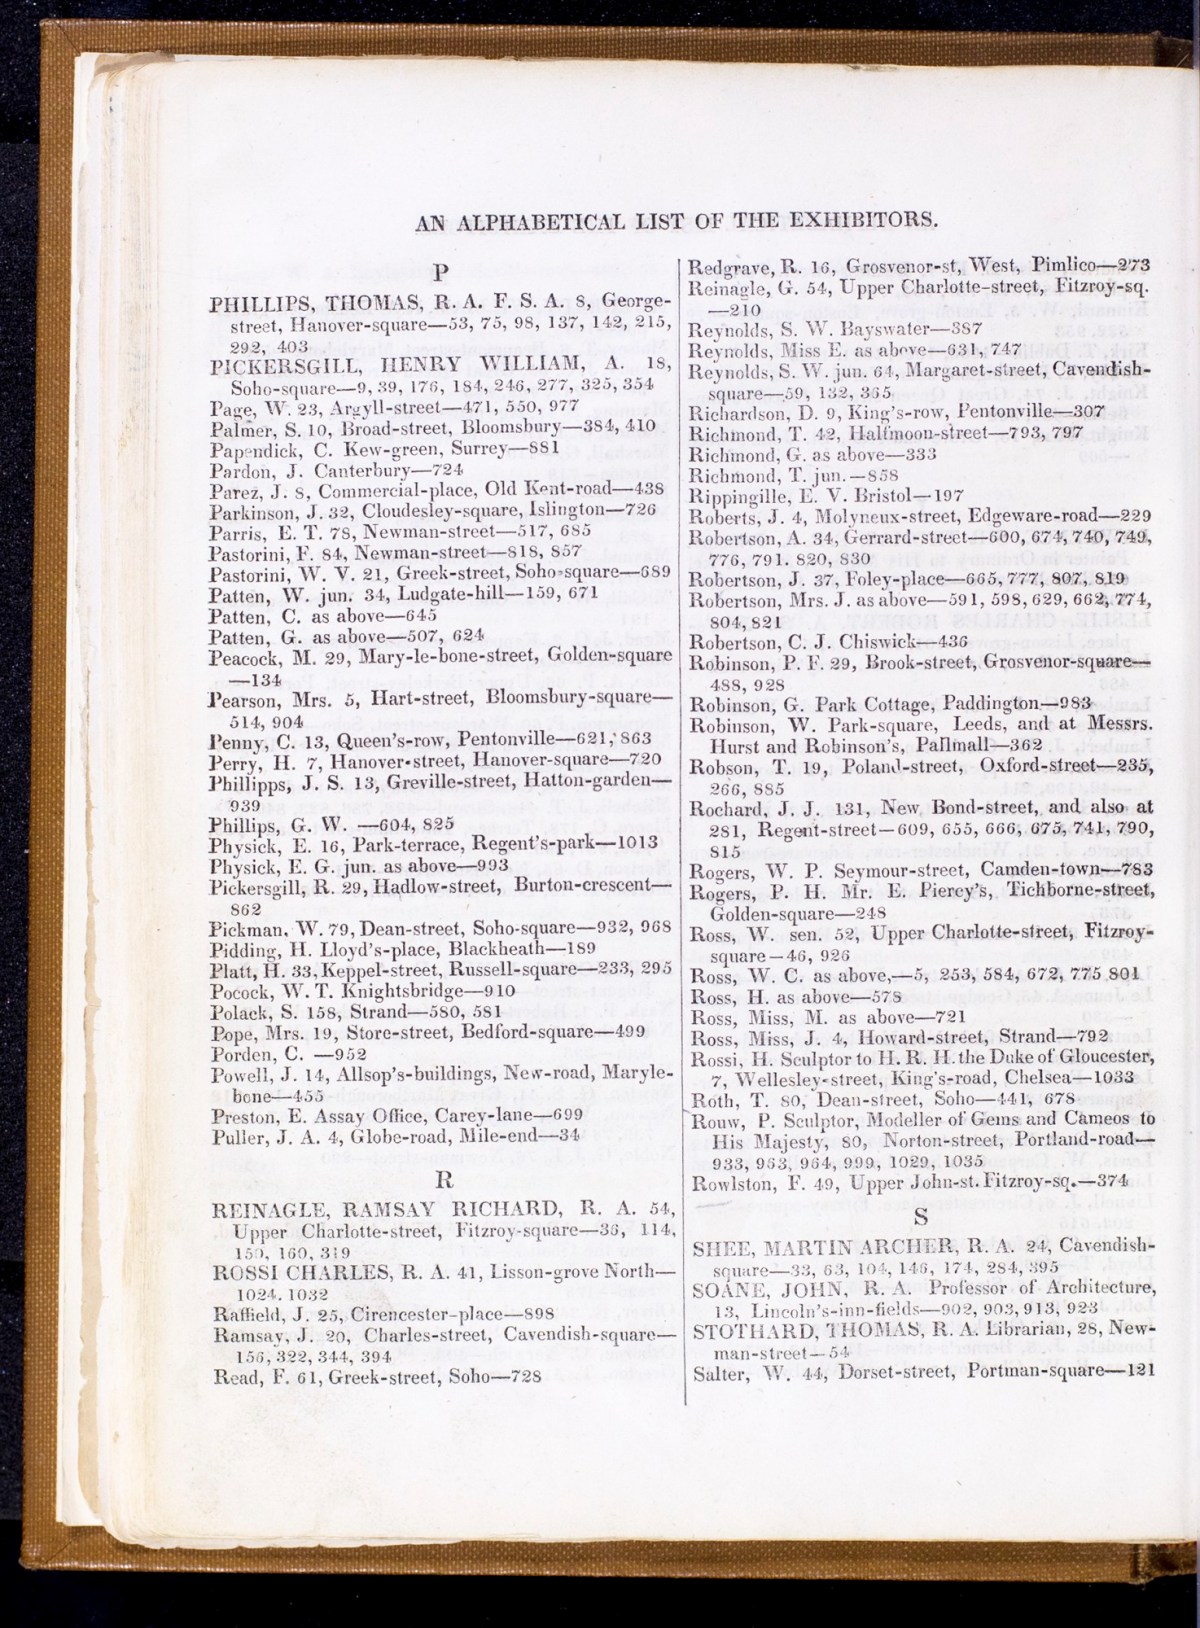 AN ALPHABETICAL LIST OF THE EXHIBITORS.
P
PHILLIPS, THOMAS, R. A. F. S. A. 8, George-
street, Hanover-square—53, 75, 98, 137, 142, 215,
292, 403
PICKERSGILL, HENRY WILLIAM, A. 18,
Soho-square—9, 39, 176, 184, 246, 277, 325, 354
Page, W. 23, Argyll-street—471, 550, 977
Palmer, S. 10, Broad-street, Bloomsbury—384, 410
Papendick, C. Kew-green, Surrey—881
Pardon, J. Canterbury—724
Parez, J. 8, Commercial-place, Old Kent-road—438
Parkinson, J. 32, Cloudesley-square, Islington—726
Parris, E. T. 78, Newman-street—517, 685
Pastorini, F. 84, Newman-street—818, 857
Pastorini, W. V. 21, Greek-street, Soho-square—689
Patten, W. jun. 34, Ludgate-hill—159, 671
Patten, C. as above—645
Patten, G. as above—507, 624
Peacock, M. 29, Mary-le-bone-street, Golden-square
—134
Pearson, Mrs. 5, Hart-street, Bloomsbury-square—
514, 904
Penny, C. 13, Queen's-row, Pentonville—621, 863
Perry, H. 7, Hanover-street, Hanover-square—720
Phillipps, J. S. 13, Greville-street, Hatton-garden—
939
Phillips, G. W. —604, 825
Physick, E. 16, Park-terrace, Regent's-park—1013
Physick, E. G. jun. as above—993
Pickersgill, R. 29, Hadlow-street, Burton-crescent—
862
Pickman, W. 79, Dean-street, Soho-square—932, 968
Pidding, H. Lloyd's-place, Blackheath—189
Platt, H. 33, Keppel-street, Russell-square—233, 295
Pocock, W. T. Knightsbridge—910
Polack, S. 158, Strand—580, 581
Pope, Mrs. 19, Store-street, Bedford-square—499
Porden, C. —952
Powell, J. 14, Allsop's-buildings, New-road, Maryle-
bone—455
Preston, E. Assay Office, Carey-lane—699
Puller, J. A. 4, Globe-road, Mile-end—34
R
REINAGLE, RAMSAY RICHARD, R. A. 54,
Upper Charlotte-street, Fitzroy-square—36, 114,
150, 160, 319
ROSSI CHARLES, R. A. 41, Lisson-grove North—
1024. 1032
Raffield, J. 25, Cirencester-place—898
Ramsay, J. 20, Charles-street, Cavendish-square—
156, 322, 344, 394
Read, F. 61, Greek-street, Soho—728
Redgrave, R. 16, Grosvenor-st, West, Pimlico—273
Reinagle, G. 54, Upper Charlotte-street, Fitzroy-sq.
—210
Reynolds, S. W. Bayswater—387
Reynolds, Miss E. as above—631, 747
Reynolds, S. W. jun. 64, Margaret-street, Cavendish-
square—59, 132, 365
Richardson, D. 9, King's-row, Pentonville—307
Richmond, T. 42, Halfmoon-street—793, 797
Richmond, G. as above—333
Richmond, T. jun.—858
Rippingille, E. V. Bristol—197
Roberts, J. 4, Molyneux-street, Edgeware-road—229
Robertson, A. 34, Gerrard-street—600, 674, 740, 749,
776, 791. 820, 830
Robertson, J. 37, Foley-place—665, 777, 807, 819
Robertson, Mrs. J. as above—591, 598, 629, 662, 774,
804, 821
Robertson, C. J. Chiswick—436
Robinson, P. F. 29, Brook-street, Grosvenor-square—
488, 928
Robinson, G. Park Cottage, Paddington—983
Robinson, W. Park-square, Leeds, and at Messrs.
Hurst and Robinson's, Pallmall—362
Robson, T. 19, Poland-street, Oxford-street—235,
266, 885
Rochard, J. J. 131, New Bond-street, and also at
281, Regent-street—609, 655, 666, 675, 741, 790,
815
Rogers, W. P. Seymour-street, Camden-town—783
Rogers, P. H. Mr. E. Piercy's, Tichborne-street,
Golden-square—248
Ross, W. sen. 52, Upper Charlotte-street, Fitzroy-
square—46, 926
Ross, W. C. as above,—5, 253, 584, 672, 775 801
Ross, H. as above—578
Ross, Miss, M. as above—721
Ross, Miss, J. 4, Howard-street, Strand—792
Rossi, H. Sculptor to H. R. H. the Duke of Gloucester,
7, Wellesley-street, King's-road, Chelsea—1033
Roth, T. 80, Dean-street, Soho—441, 678
Rouw, P. Sculptor, Modeller of Gems and Cameos to
His Majesty, 80, Norton-street, Portland-road—
933, 953, 964, 999, 1029, 1035
Rowlston, F. 49, Upper John-st. Fitzroy-sq.—374
S
SHEE, MARTIN ARCHER, R. A. 24, Cavendish-
square—33, 63, 104, 146, 174, 284, 395
SOANE, JOHN, R. A. Professor of Architecture,
13, Lincoln's-inn-fields—902, 903, 913, 923
STOTHARD, THOMAS, R. A. Librarian, 28, New-
man-street—54
Salter, W. 44, Dorset-street, Portman-square—121